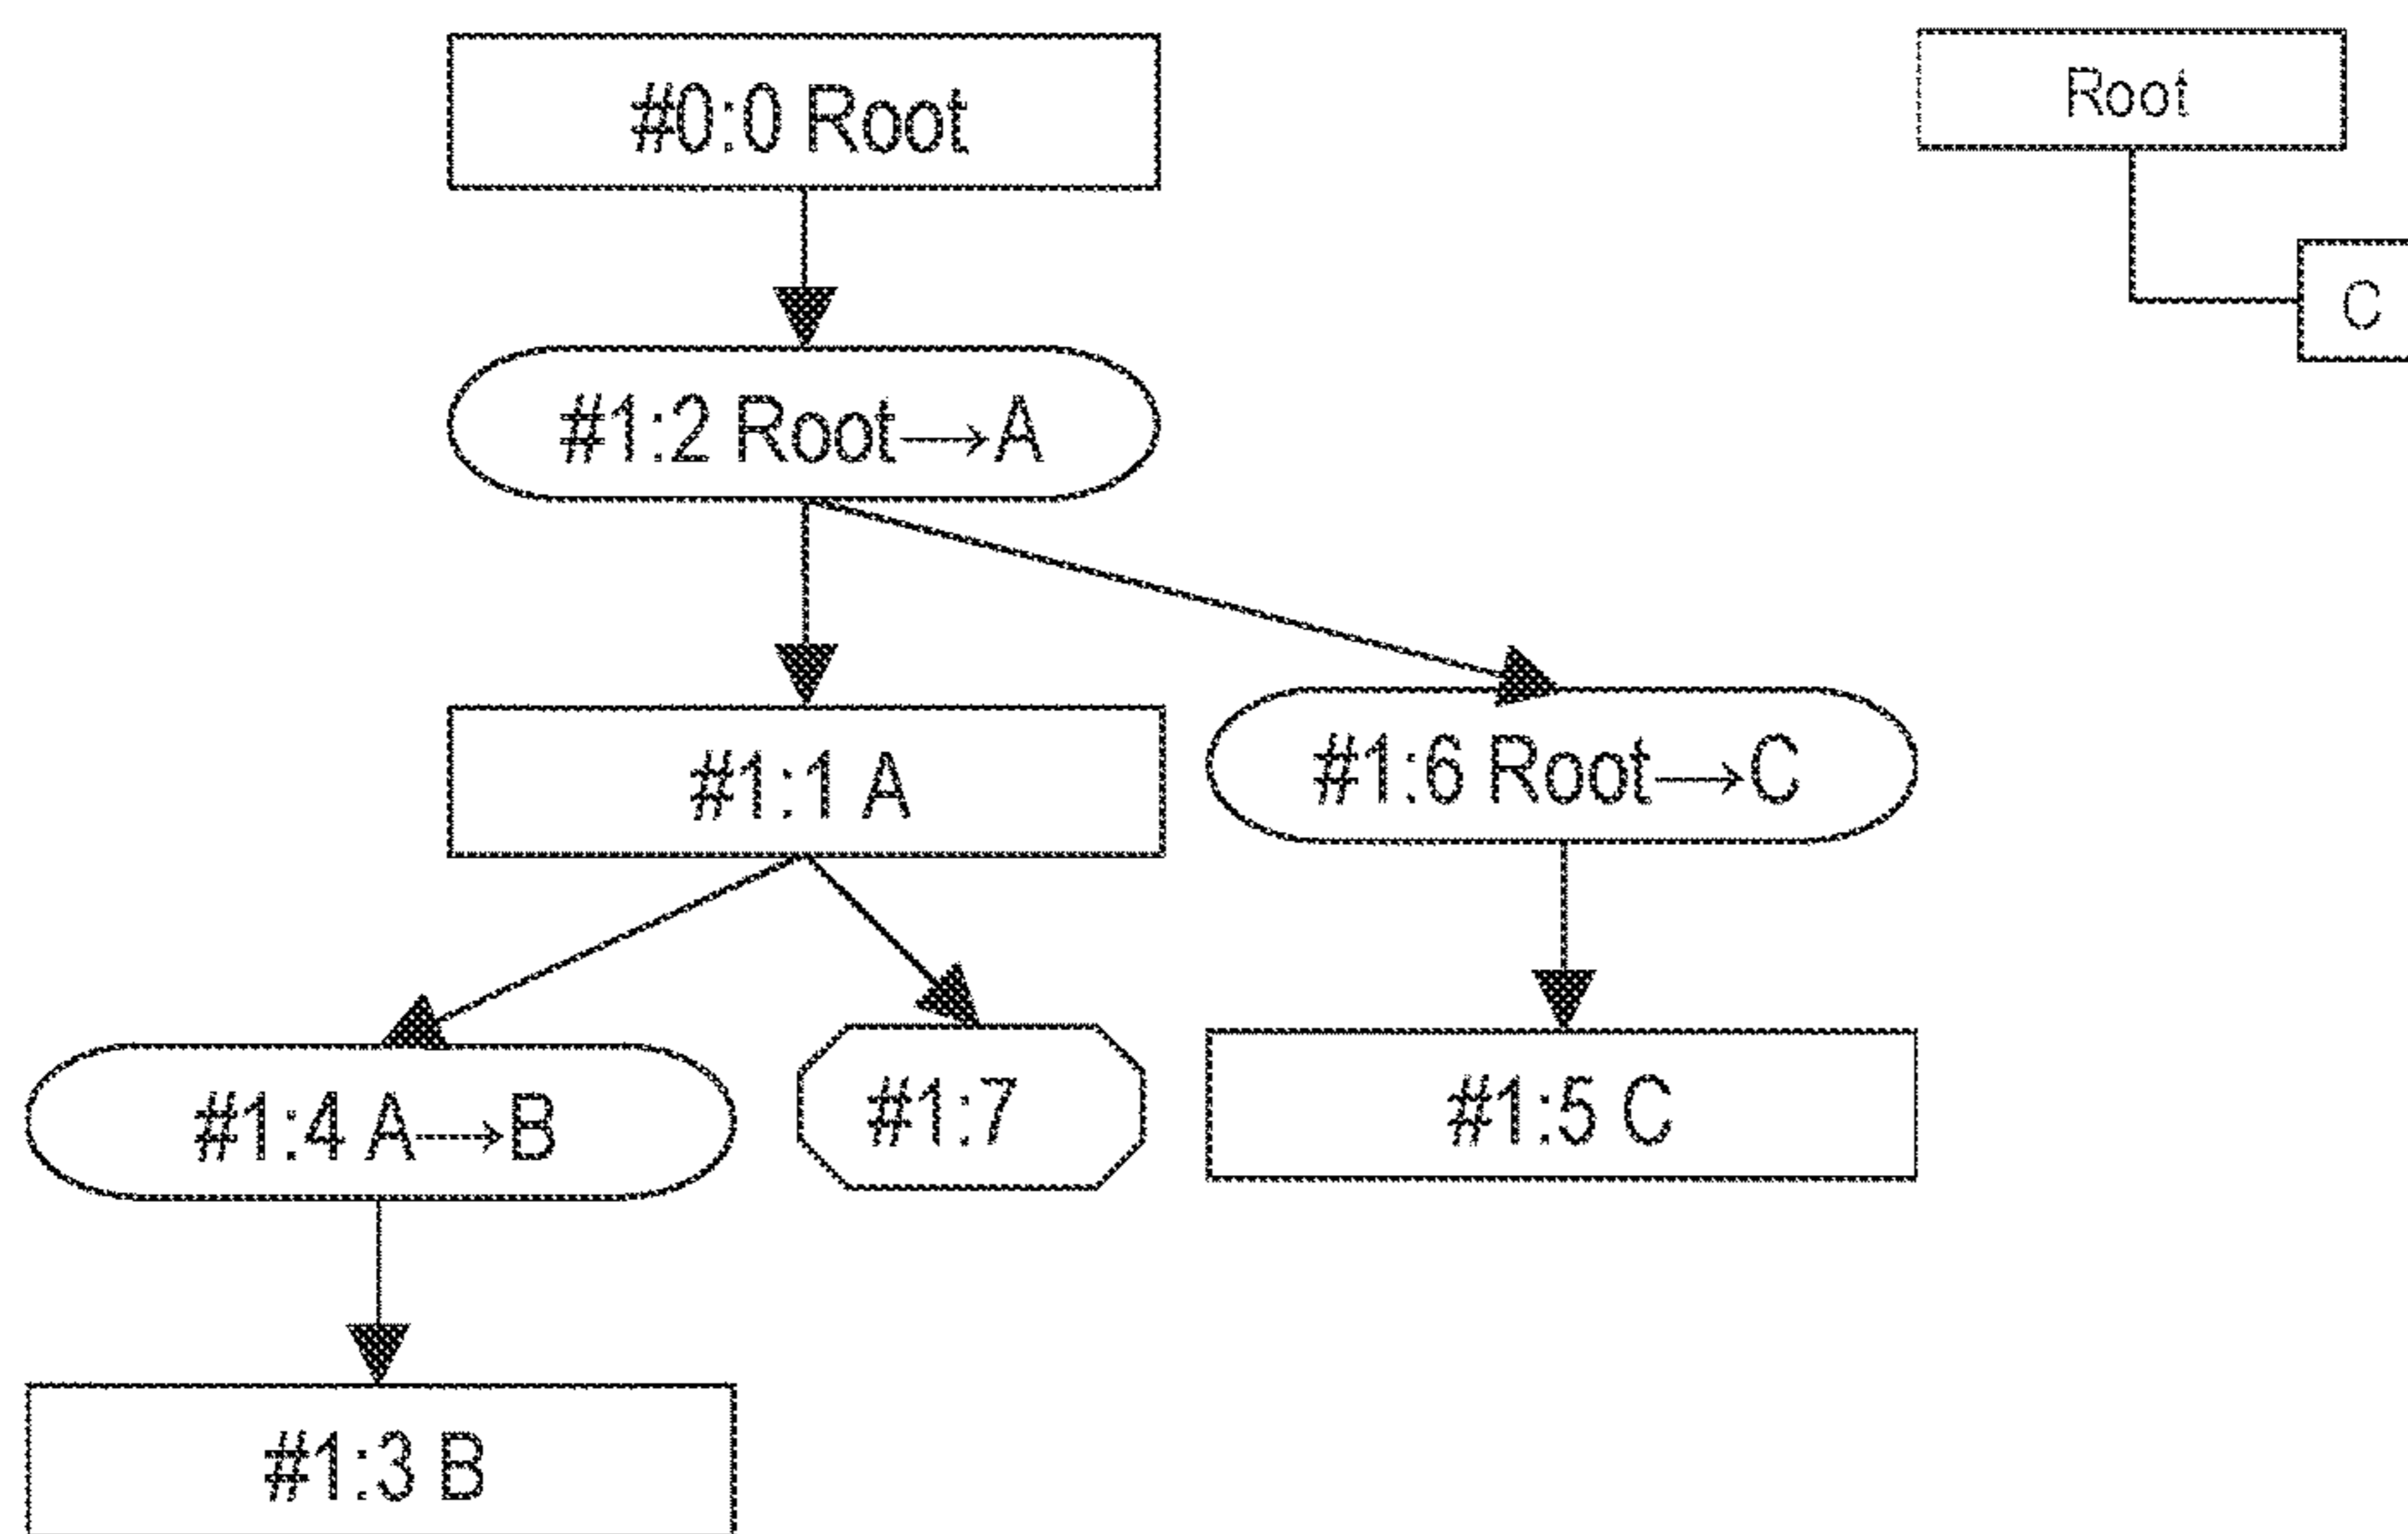 #0:0 Root
Root
C
#1:2 Root→A
#1:1 A
#1:6 Root→C
#1:4 A→B
#1:7
#1:5 C
#1:3 B